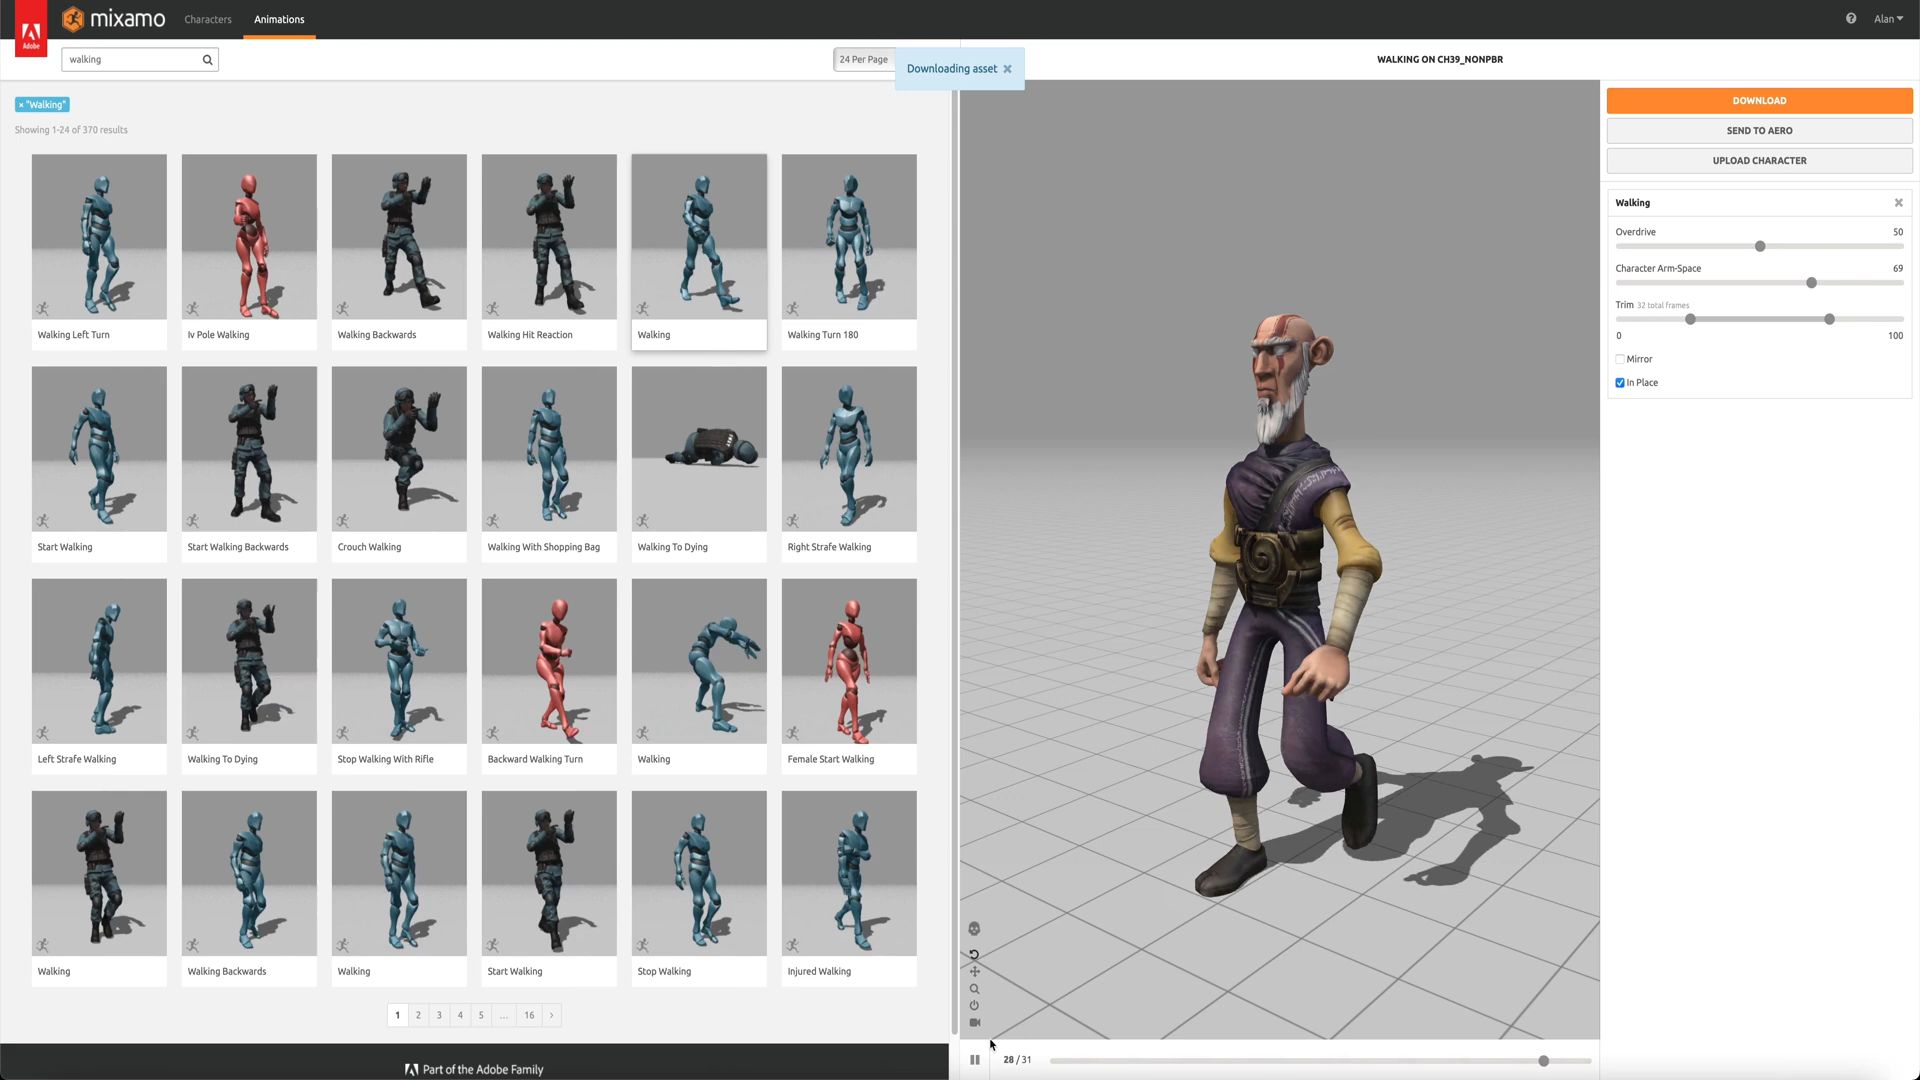 Adobe
mixamo
Characters
Animations
Alan
walking
24 Per Page
Downloading asset ×
WALKING ON CH39_NONPBR
× "Walking"
Showing 1-24 of 370 results
DOWNLOAD
SEND TO AERO
UPLOAD CHARACTER
Walking
Overdrive 50
Character Arm-Space 69
Trim 32 total frames
0 100
Mirror
In Place
Walking Left Turn
Iv Pole Walking
Walking Backwards
Walking Hit Reaction
Walking
Walking Turn 180
Start Walking
Start Walking Backwards
Crouch Walking
Walking With Shopping Bag
Walking To Dying
Right Strafe Walking
Left Strafe Walking
Walking To Dying
Stop Walking With Rifle
Backward Walking Turn
Walking
Female Start Walking
Walking
Walking Backwards
Walking
Start Walking
Stop Walking
Injured Walking
1 2 3 4 5 ... 16 >
28 / 31
Part of the Adobe Family